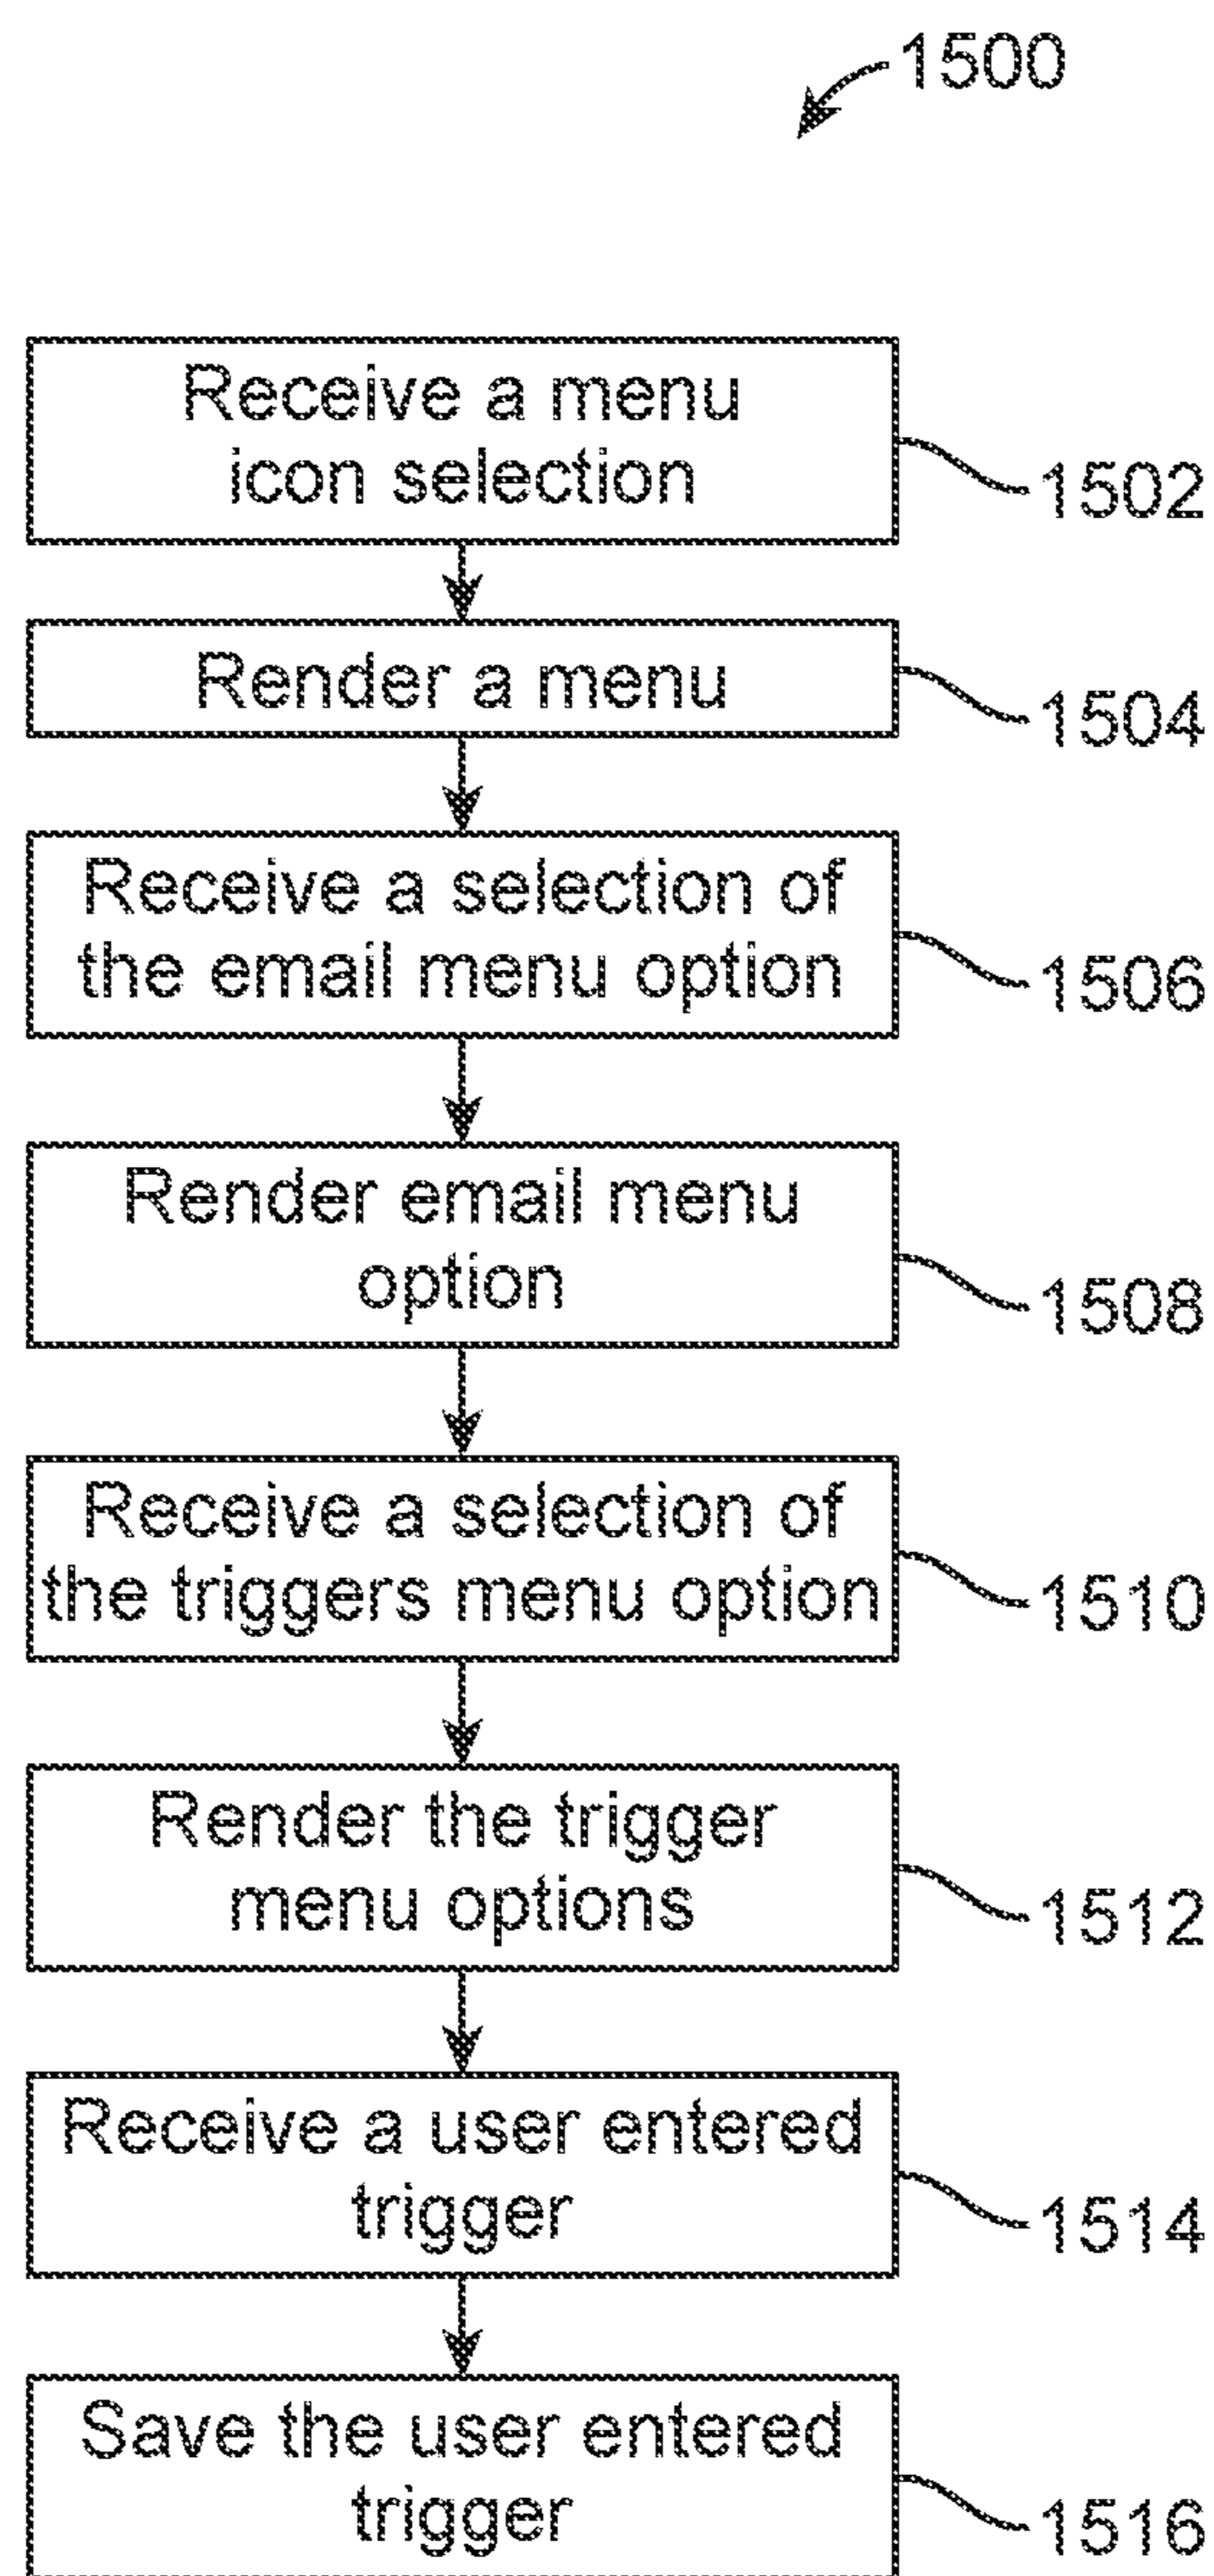 1500
Receive a menu
icon selection
1502
Render a menu
1504
Receive a selection of
the email menu option
1506
Render email menu
option
1508
Receive a selection of
the triggers menu option
1510
Render the trigger
menu options
1512
Receive a user entered
trigger
1514
Save the user entered
trigger
1516